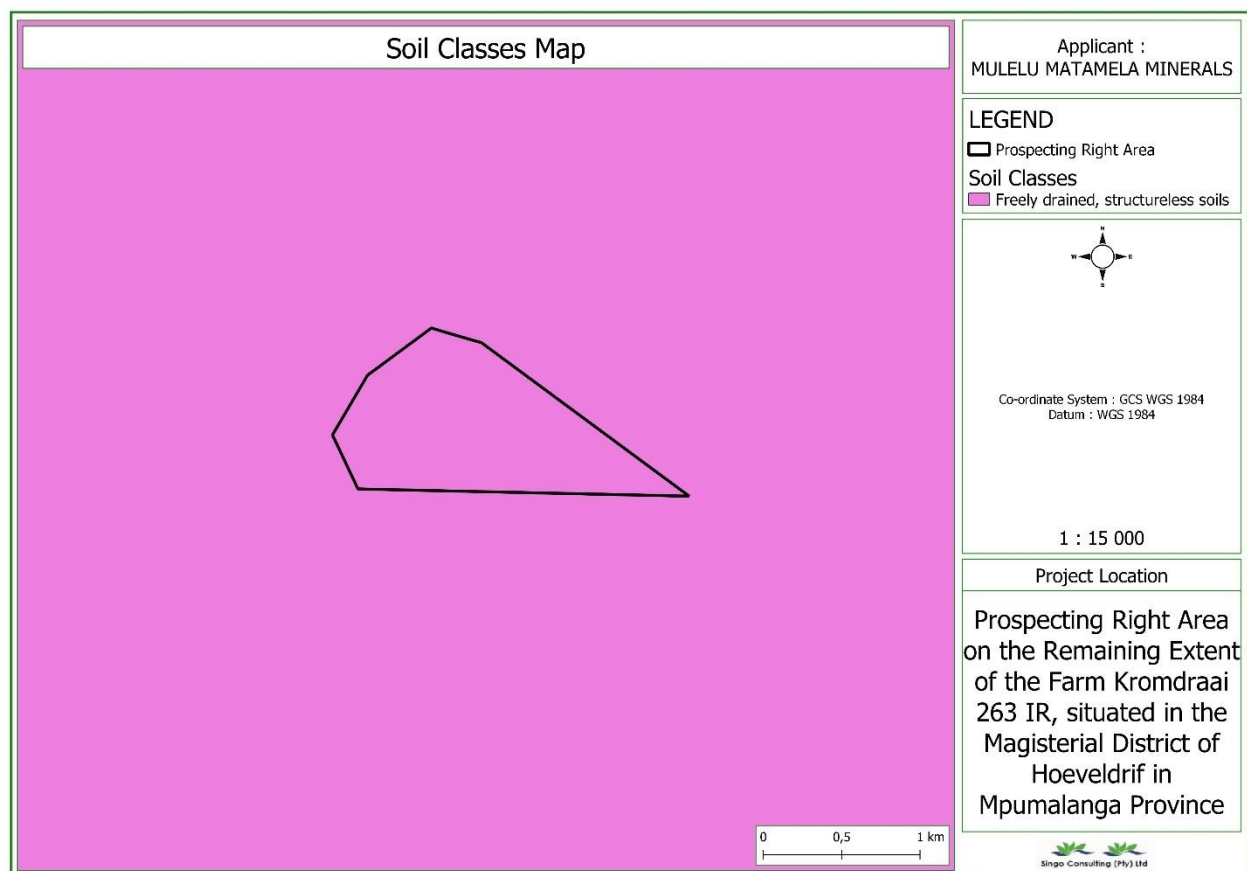 Soil Classes Map
Applicant :
MULELU MATAMELA MINERALS
LEGEND
Prospecting Right Area
Soil Classes
Freely drained, structureless soils
N
W E
S
Co-ordinate System : GCS WGS 1984
Datum : WGS 1984
1 : 15 000
Project Location
Prospecting Right Area
on the Remaining Extent
of the Farm Kromdraai
263 IR, situated in the
Magisterial District of
Hoeveldrif in
Mpumalanga Province
0 0,5 1 km
Singo Consulting (Pty) Ltd